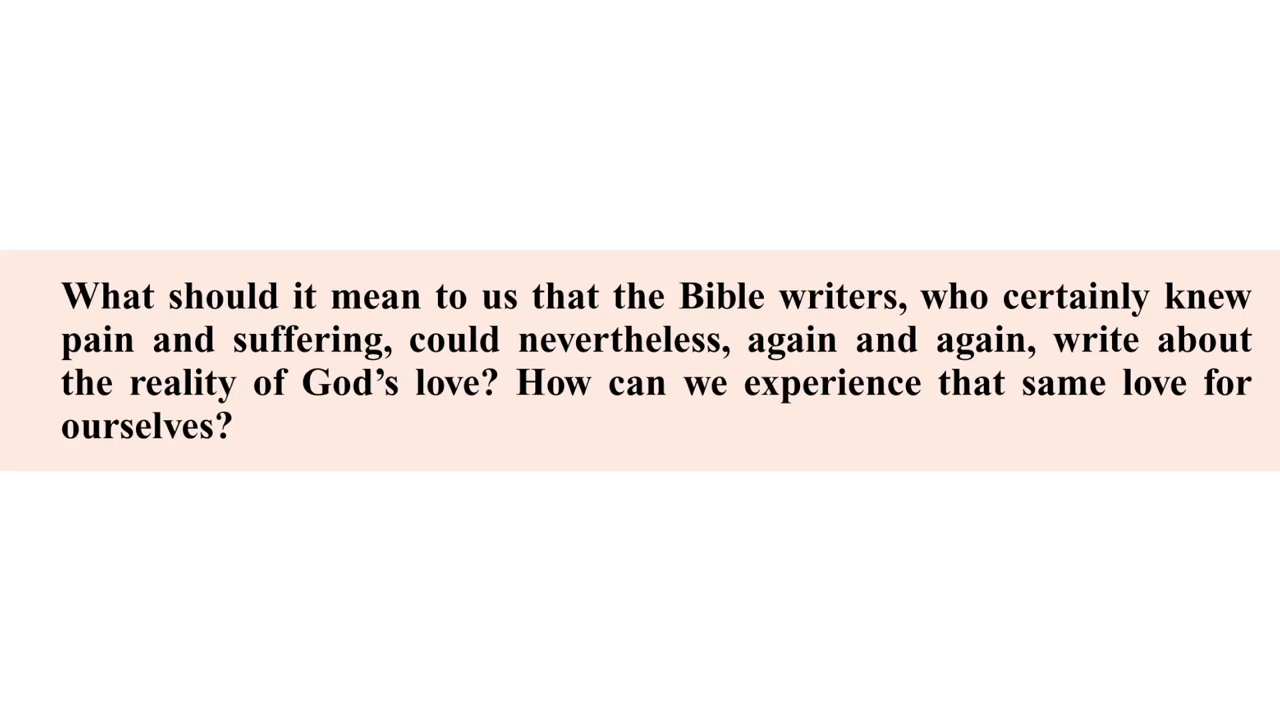 What should it mean to us that the Bible writers, who certainly knew
pain and suffering, could nevertheless, again and again, write about
the reality of God’s love? How can we experience that same love for
ourselves?